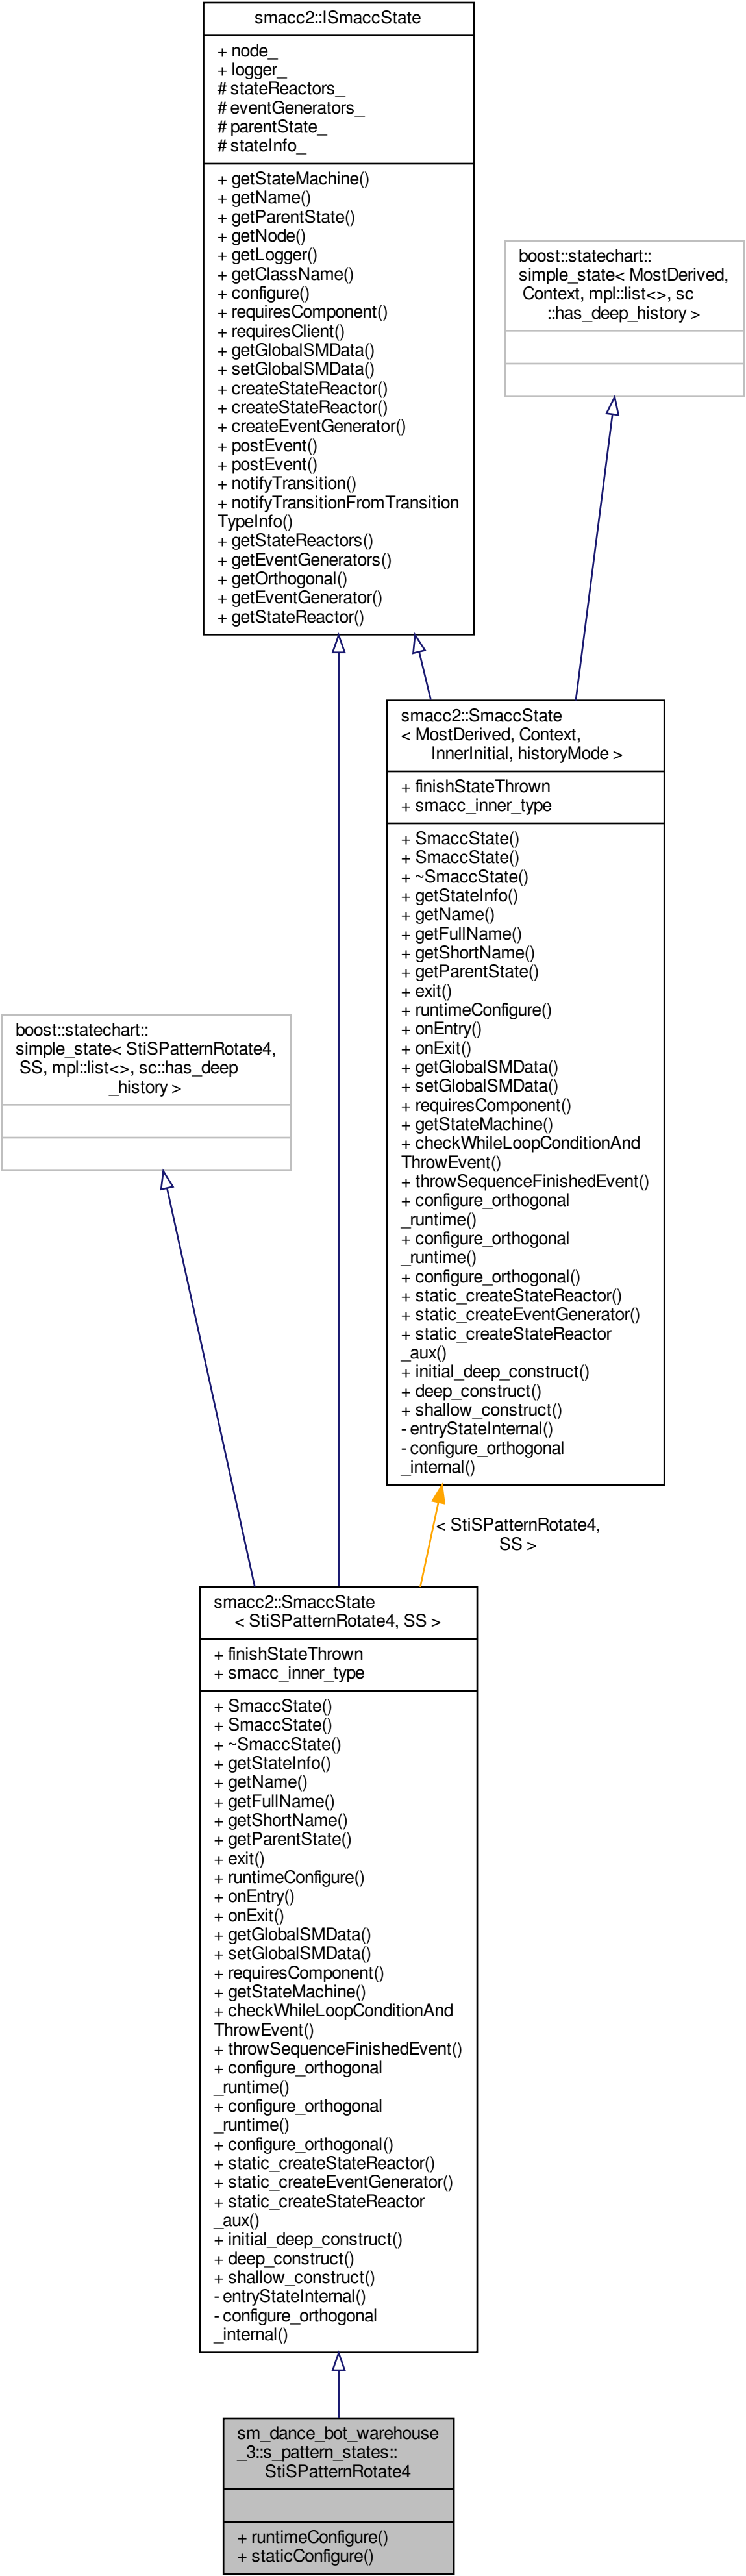 smacc2::ISmaccState
+ node_
+ logger_
# stateReactors_
# eventGenerators_
# parentState_
# stateInfo_
+ getStateMachine()
+ getName()
+ getParentState()
+ getNode()
+ getLogger()
+ getClassName()
+ configure()
+ requiresComponent()
+ requiresClient()
+ getGlobalSMData()
+ setGlobalSMData()
+ createStateReactor()
+ createStateReactor()
+ createEventGenerator()
+ postEvent()
+ postEvent()
+ notifyTransition()
+ notifyTransitionFromTransition
TypeInfo()
+ getStateReactors()
+ getEventGenerators()
+ getOrthogonal()
+ getEventGenerator()
+ getStateReactor()
boost::statechart::
simple_state< MostDerived,
Context, mpl::list<>, sc
::has_deep_history >
smacc2::SmaccState
< MostDerived, Context,
InnerInitial, historyMode >
+ finishStateThrown
+ smacc_inner_type
+ SmaccState()
+ SmaccState()
+ ~SmaccState()
+ getStateInfo()
+ getName()
+ getFullName()
+ getShortName()
+ getParentState()
+ exit()
+ runtimeConfigure()
+ onEntry()
+ onExit()
+ getGlobalSMData()
+ setGlobalSMData()
+ requiresComponent()
+ getStateMachine()
+ checkWhileLoopConditionAnd
ThrowEvent()
+ throwSequenceFinishedEvent()
+ configure_orthogonal
_runtime()
+ configure_orthogonal
_runtime()
+ configure_orthogonal()
+ static_createStateReactor()
+ static_createEventGenerator()
+ static_createStateReactor
_aux()
+ initial_deep_construct()
+ deep_construct()
+ shallow_construct()
- entryStateInternal()
- configure_orthogonal
_internal()
boost::statechart::
simple_state< StiSPatternRotate4,
SS, mpl::list<>, sc::has_deep
_history >
< StiSPatternRotate4,
SS >
smacc2::SmaccState
< StiSPatternRotate4, SS >
+ finishStateThrown
+ smacc_inner_type
+ SmaccState()
+ SmaccState()
+ ~SmaccState()
+ getStateInfo()
+ getName()
+ getFullName()
+ getShortName()
+ getParentState()
+ exit()
+ runtimeConfigure()
+ onEntry()
+ onExit()
+ getGlobalSMData()
+ setGlobalSMData()
+ requiresComponent()
+ getStateMachine()
+ checkWhileLoopConditionAnd
ThrowEvent()
+ throwSequenceFinishedEvent()
+ configure_orthogonal
_runtime()
+ configure_orthogonal
_runtime()
+ configure_orthogonal()
+ static_createStateReactor()
+ static_createEventGenerator()
+ static_createStateReactor
_aux()
+ initial_deep_construct()
+ deep_construct()
+ shallow_construct()
- entryStateInternal()
- configure_orthogonal
_internal()
sm_dance_bot_warehouse
_3::s_pattern_states::
StiSPatternRotate4
+ runtimeConfigure()
+ staticConfigure()